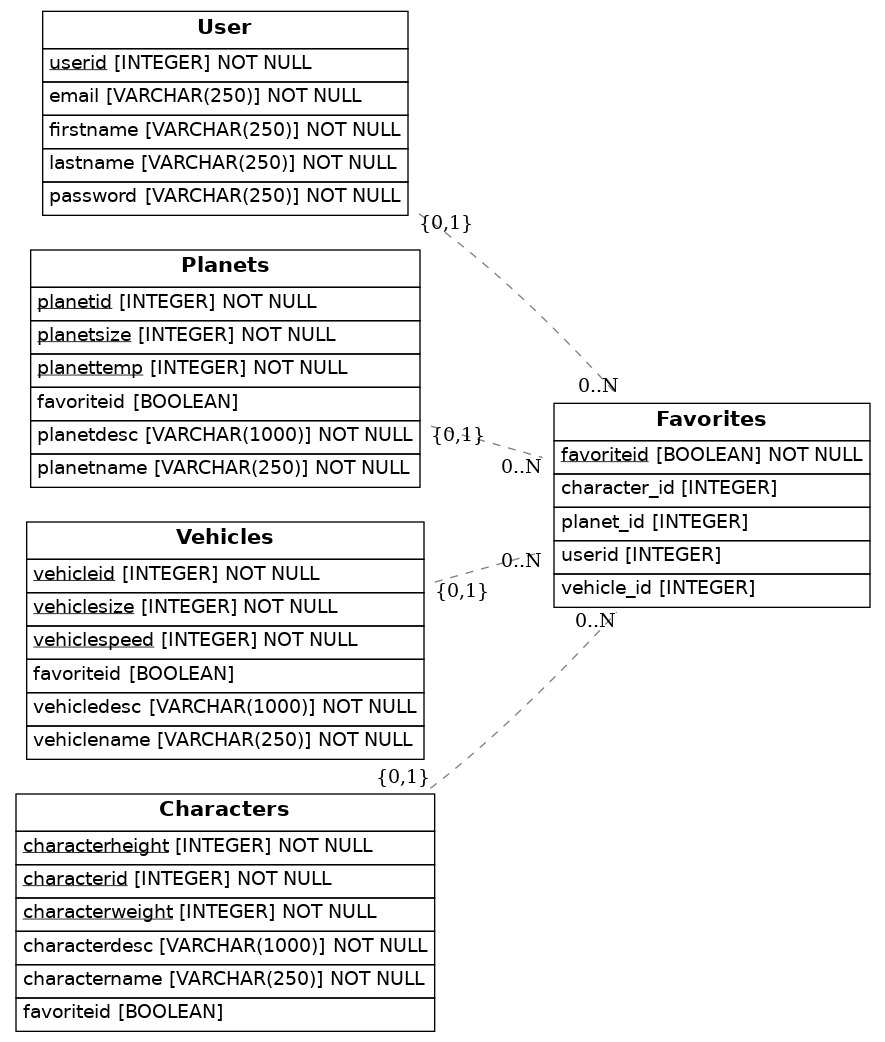 User
userid [INTEGER] NOT NULL
email [VARCHAR(250)] NOT NULL
firstname [VARCHAR(250)] NOT NULL
lastname [VARCHAR(250)] NOT NULL
password [VARCHAR(250)] NOT NULL
{0,1}
Planets
planetid [INTEGER] NOT NULL
planetsize [INTEGER] NOT NULL
planettemp [INTEGER] NOT NULL
favoriteid [BOOLEAN]
planetdesc [VARCHAR(1000)] NOT NULL
planetname [VARCHAR(250)] NOT NULL
{0,1}
0..N
0..N
Favorites
favoriteid [BOOLEAN] NOT NULL
character_id [INTEGER]
planet_id [INTEGER]
userid [INTEGER]
vehicle_id [INTEGER]
Vehicles
vehicleid [INTEGER] NOT NULL
vehiclesize [INTEGER] NOT NULL
vehiclespeed [INTEGER] NOT NULL
favoriteid [BOOLEAN]
vehicledesc [VARCHAR(1000)] NOT NULL
vehiclename [VARCHAR(250)] NOT NULL
0..N
{0,1}
0..N
{0,1}
Characters
characterheight [INTEGER] NOT NULL
characterid [INTEGER] NOT NULL
characterweight [INTEGER] NOT NULL
characterdesc [VARCHAR(1000)] NOT NULL
charactername [VARCHAR(250)] NOT NULL
favoriteid [BOOLEAN]